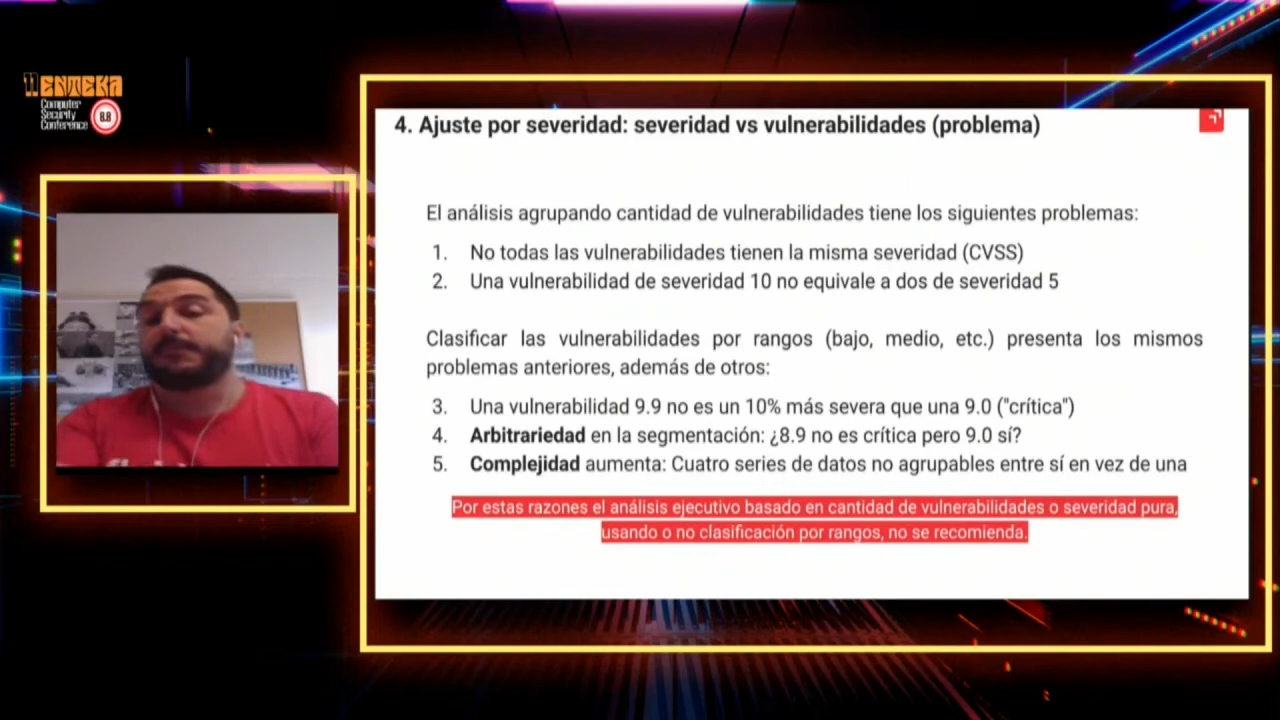 11ENTEKA
Computer
Security
Conference
8.8
4. Ajuste por severidad: severidad vs vulnerabilidades (problema)
El análisis agrupando cantidad de vulnerabilidades tiene los siguientes problemas:
1. No todas las vulnerabilidades tienen la misma severidad (CVSS)
2. Una vulnerabilidad de severidad 10 no equivale a dos de severidad 5
Clasificar las vulnerabilidades por rangos (bajo, medio, etc.) presenta los mismos
problemas anteriores, además de otros:
3. Una vulnerabilidad 9.9 no es un 10% más severa que una 9.0 ("crítica")
4. Arbitrariedad en la segmentación: ¿8.9 no es crítica pero 9.0 sí?
5. Complejidad aumenta: Cuatro series de datos no agrupables entre sí en vez de una
Por estas razones el análisis ejecutivo basado en cantidad de vulnerabilidades o severidad pura,
usando o no clasificación por rangos, no se recomienda.